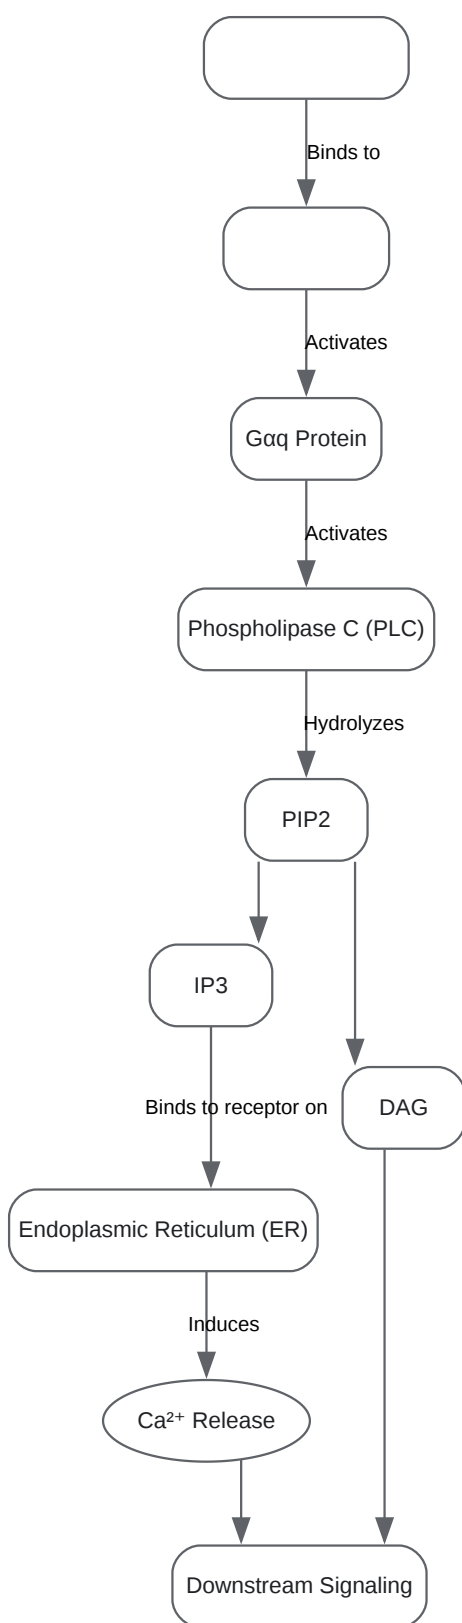 Binds to
Activates
Gαq Protein
Activates
Phospholipase C (PLC)
Hydrolyzes
PIP2
IP3
Binds to receptor on
DAG
Endoplasmic Reticulum (ER)
Induces
Ca²⁺ Release
Downstream Signaling